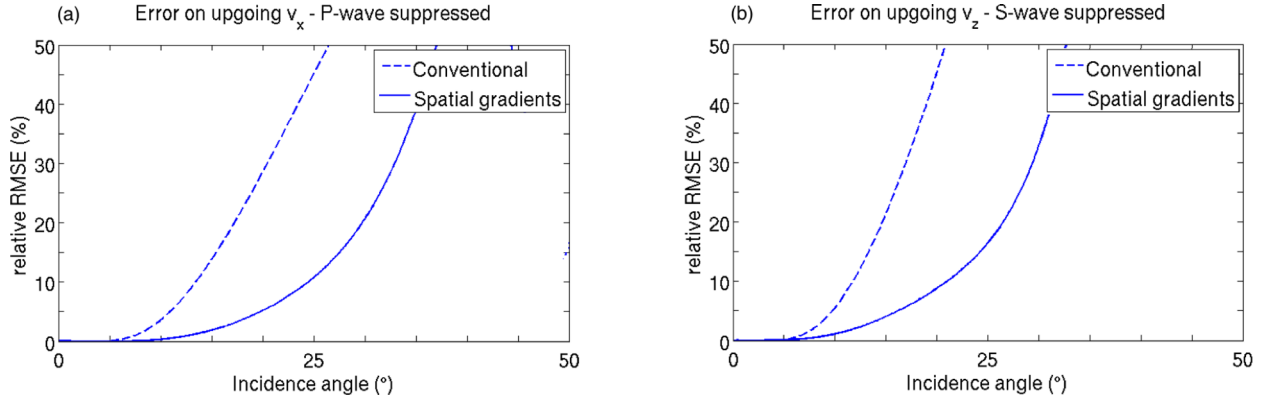 (a) Error on upgoing vx - P-wave suppressed
50
40
30
20
10
0
relative RMSE (%)
Conventional
Spatial gradients
0 25 50
Incidence angle (°)
(b) Error on upgoing vz - S-wave suppressed
50
40
30
20
10
0
relative RMSE (%)
Conventional
Spatial gradients
0 25 50
Incidence angle (°)